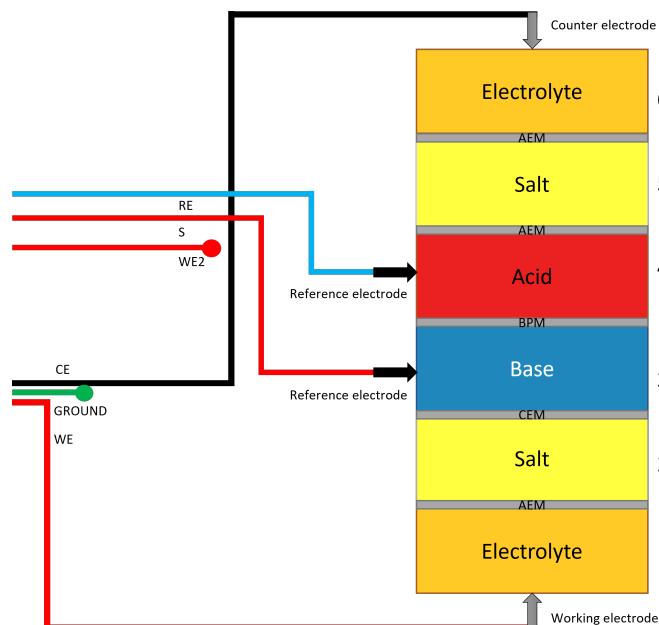 Counter electrode
Electrolyte
AEM
Salt
RE
AEM
S
WE2
Acid
Reference electrode
BPM
CE
Base
Reference electrode
GROUND
CEM
WE
Salt
AEM
Electrolyte
Working electrode